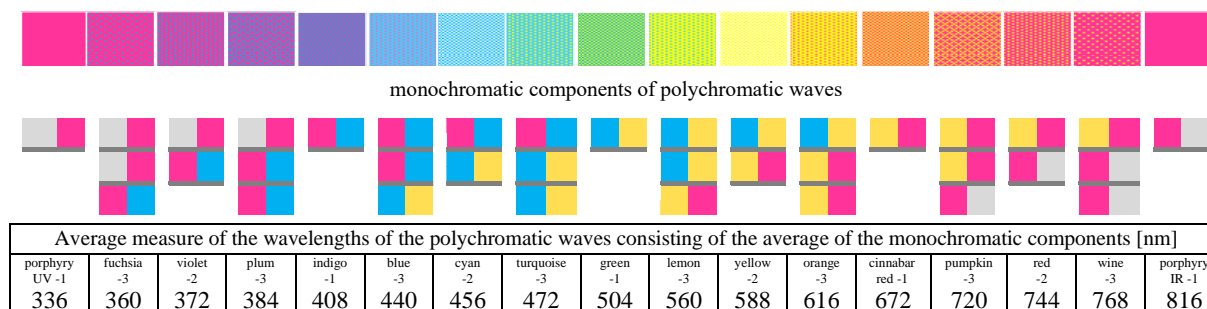 monochromatic components of polychromatic waves
Average measure of the wavelengths of the polychromatic waves consisting of the average of the monochromatic components [nm]
porphyry fuchsia violet plum indigo blue cyan turquoise green lemon yellow orange cinnabar pumpkin red wine porphyry
UV -1 -3 -2 -3 -1 -3 -2 -3 -1 -3 -2 -3 red -1 -3 -2 -3 IR -1
336 360 372 384 408 440 456 472 504 560 588 616 672 720 744 768 816